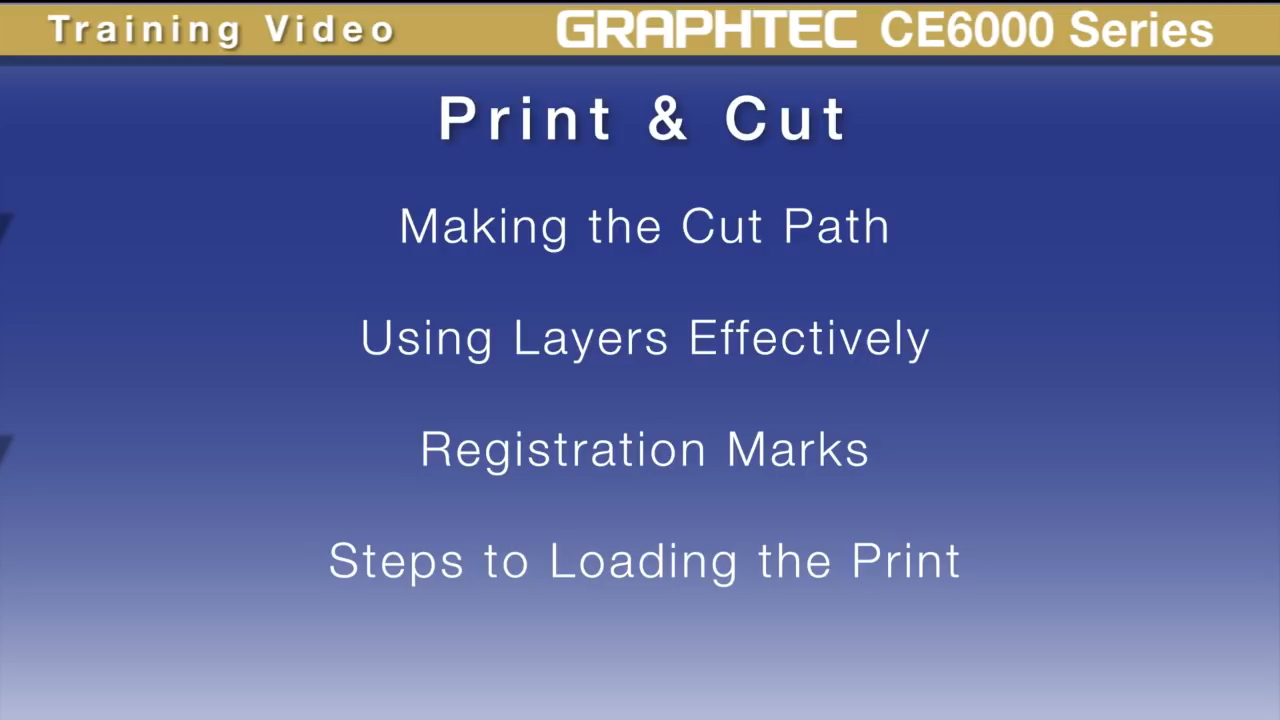 Training Video GRAPHTEC CE6000 Series
Print & Cut
Making the Cut Path
Using Layers Effectively
Registration Marks
Steps to Loading the Print